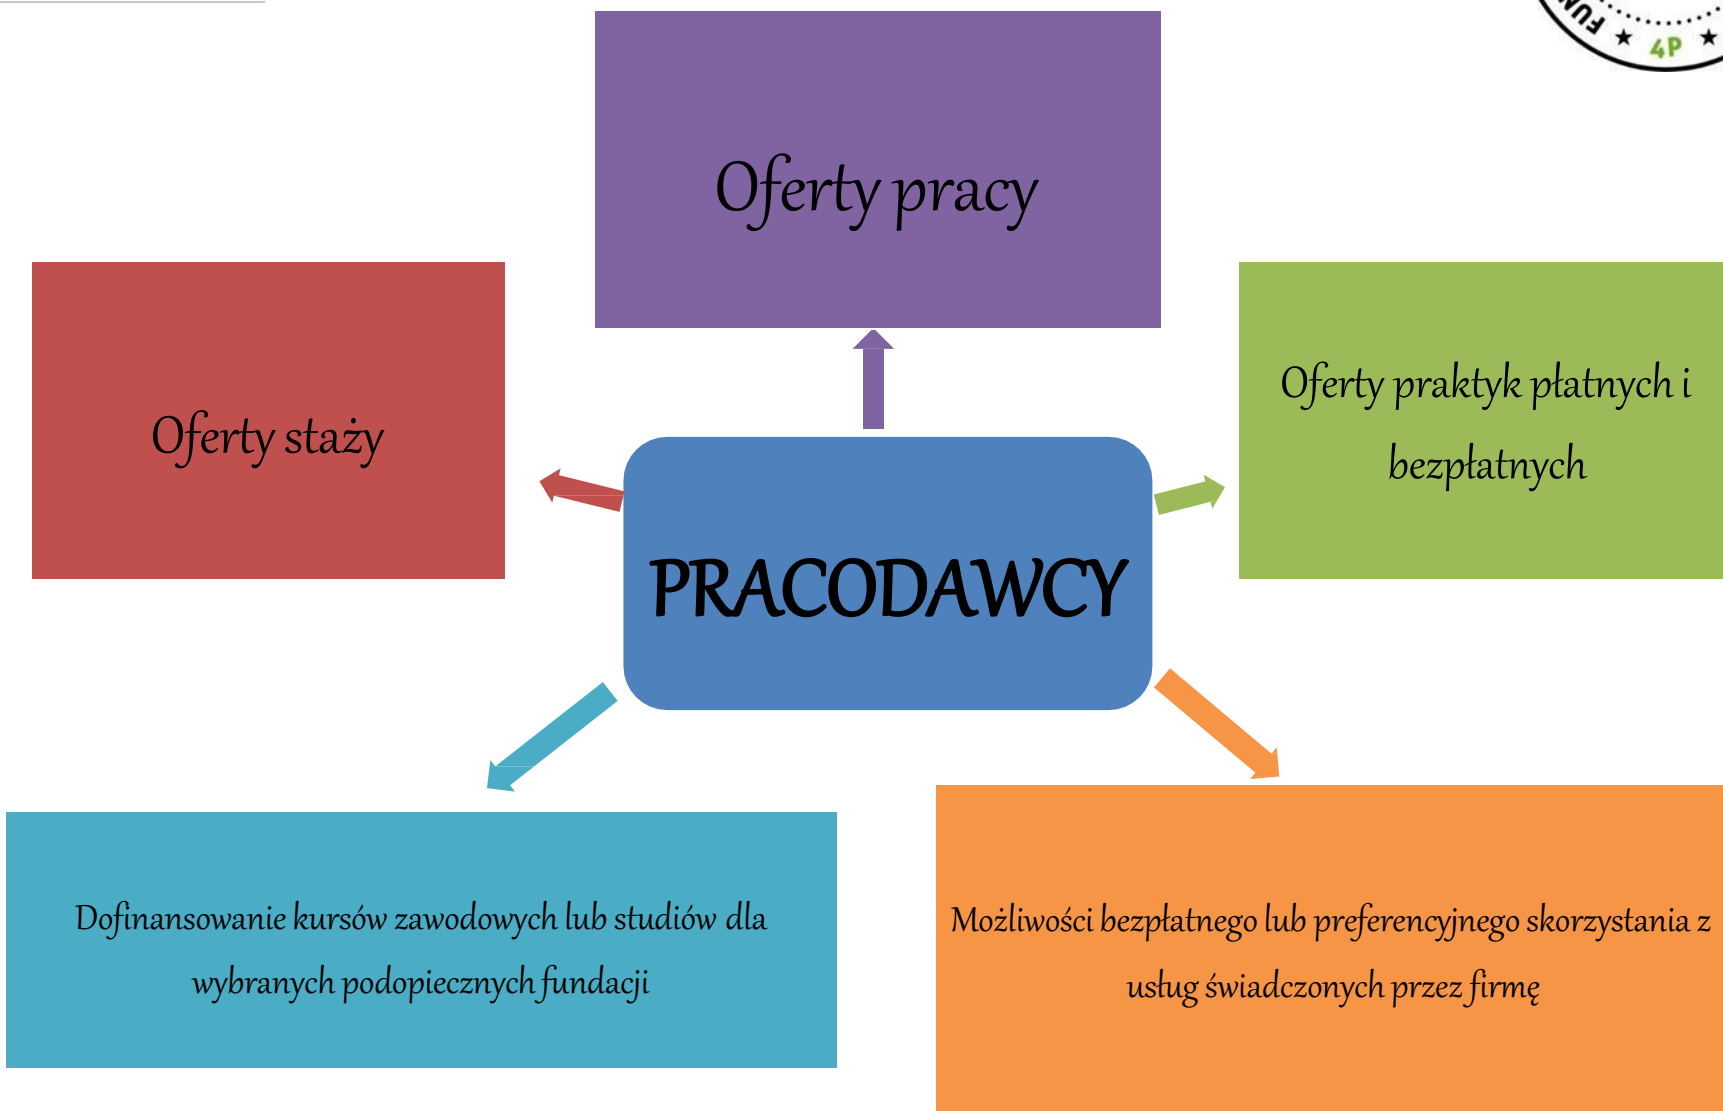 4P
Oferty pracy
Oferty staży
Oferty praktyk płatnych i
bezpłatnych
PRACODAWCY
Dofinansowanie kursów zawodowych lub studiów dla
wybranych podopiecznych fundacji
Możliwości bezpłatnego lub preferencyjnego skorzystania z
usług świadczonych przez firmę